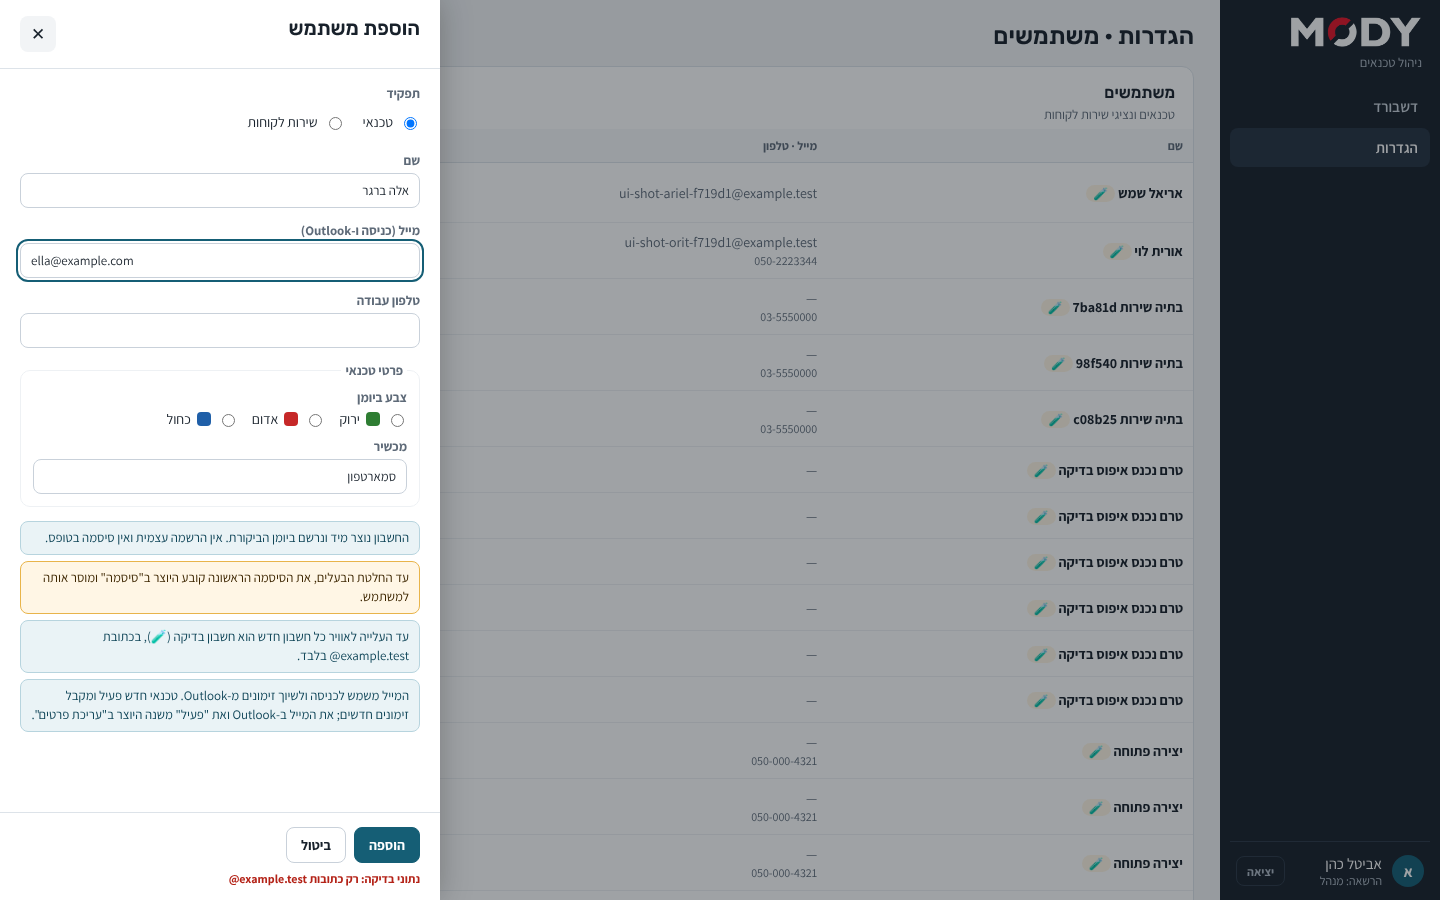 MODY
ניהול טכנאים
דשבורד
הגדרות
אביטל כהן
הרשאה: מנהל
יציאה
א
הגדרות • משתמשים
משתמשים
טכנאים ונציגי שירות לקוחות
שם
מייל · טלפון
אריאל שמש 🧪
ui-shot-ariel-f719d1@example.test
אורית לוי 🧪
ui-shot-orit-f719d1@example.test
050-2223344
בתיה שירות 7ba81d 🧪
—
03-5550000
בתיה שירות 98f540 🧪
—
03-5550000
בתיה שירות c08b25 🧪
—
03-5550000
טרם נכנס איפוס בדיקה 🧪
—
טרם נכנס איפוס בדיקה 🧪
—
טרם נכנס איפוס בדיקה 🧪
—
טרם נכנס איפוס בדיקה 🧪
—
טרם נכנס איפוס בדיקה 🧪
—
טרם נכנס איפוס בדיקה 🧪
—
יצירה פתוחה 🧪
—
050-000-4321
יצירה פתוחה 🧪
—
050-000-4321
יצירה פתוחה 🧪
—
050-000-4321
הוספת משתמש
✕
תפקיד
טכנאי
שירות לקוחות
שם
אלה ברגר
מייל (כניסה ו-Outlook)
ella@example.com
טלפון עבודה
פרטי טכנאי
צבע ביומן
ירוק
אדום
כחול
מכשיר
סמארטפון
החשבון נוצר מיד ונרשם ביומן הביקורת. אין הרשמה עצמית ואין סיסמה בטופס.
עד החלטת הבעלים, את הסיסמה הראשונה קובע היוצר ב"סיסמה" ומוסר אותה
למשתמש.
עד העלייה לאוויר כל חשבון חדש הוא חשבון בדיקה (🧪), בכתובת
@example.test בלבד.
המייל משמש לכניסה ולשיוך זימונים מ-Outlook. טכנאי חדש פעיל ומקבל
זימונים חדשים; את המייל ב-Outlook ואת "פעיל" משנה היוצר ב"עריכת פרטים".
הוספה
ביטול
נתוני בדיקה: רק כתובות @example.test